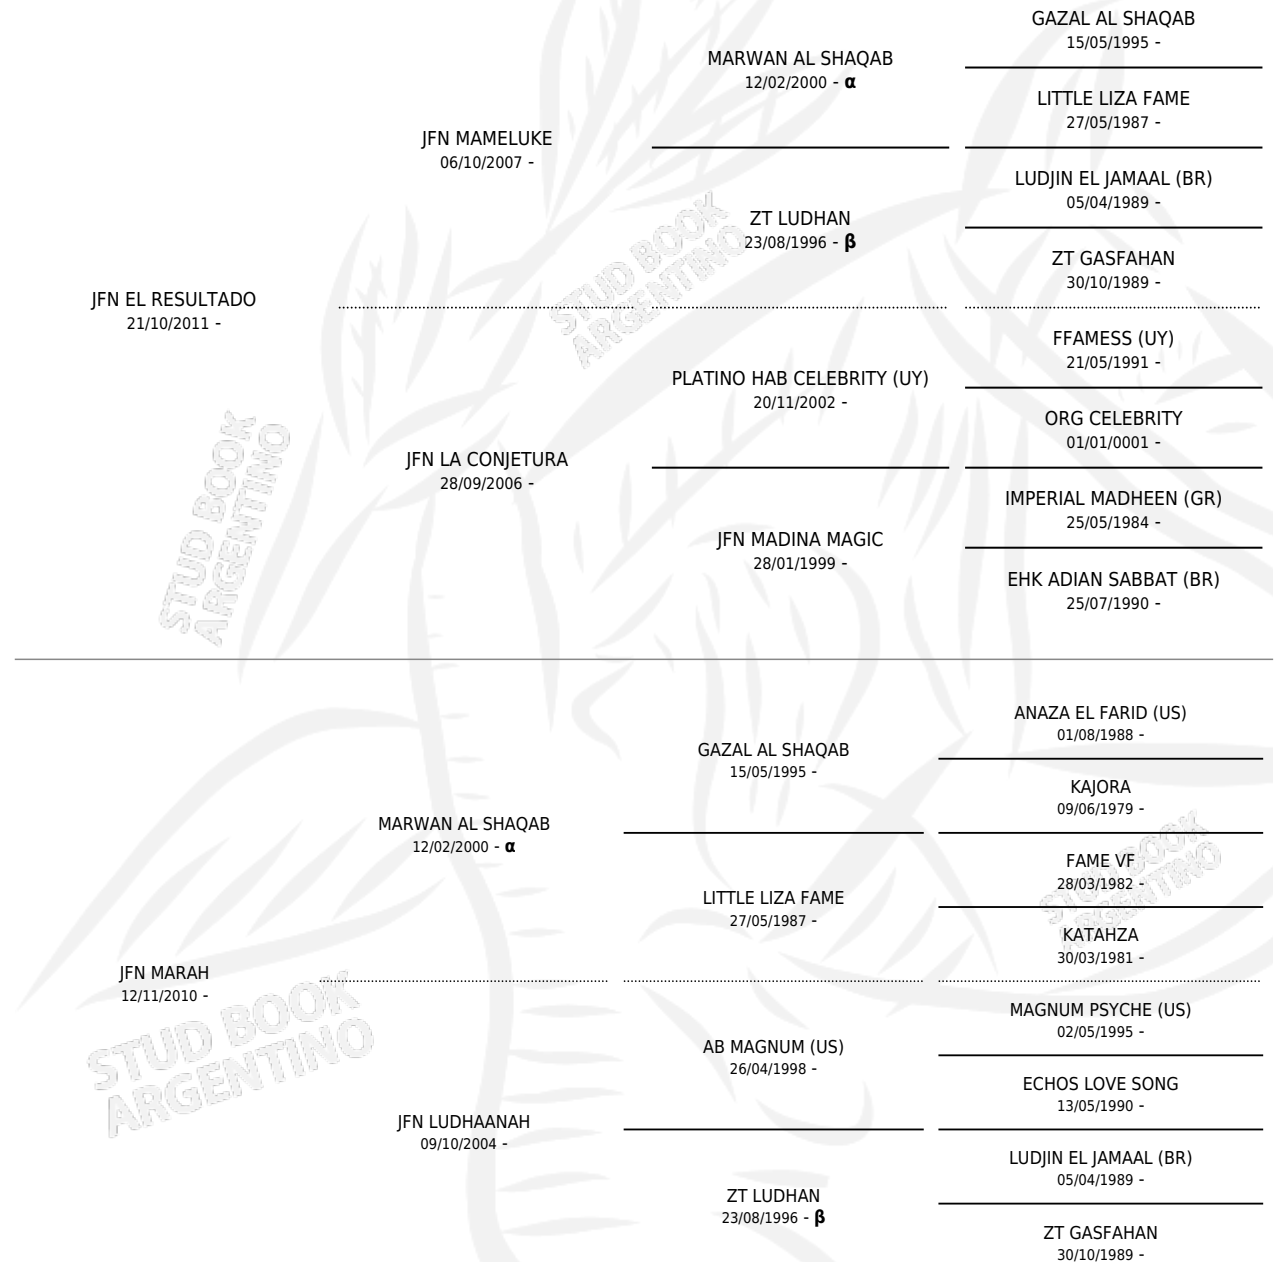 GAZAL AL SHAQAB
15/05/1995 -
MARWAN AL SHAQAB
12/02/2000 - α
LITTLE LIZA FAME
27/05/1987 -
JFN MAMELUKE
06/10/2007 -
LUDJIN EL JAMAAL (BR)
05/04/1989 -
ZT LUDHAN
23/08/1996 - β
ZT GASFAHAN
30/10/1989 -
STUD BOOK
ARGENTINO
JFN EL RESULTADO
21/10/2011 -
FFAMESS (UY)
21/05/1991 -
PLATINO HAB CELEBRITY (UY)
20/11/2002 -
ORG CELEBRITY
01/01/0001 -
JFN LA CONJETURA
28/09/2006 -
IMPERIAL MADHEEN (GR)
25/05/1984 -
JFN MADINA MAGIC
28/01/1999 -
EHK ADIAN SABBAT (BR)
25/07/1990 -
STUD BOOK
ARGENTINO
ANAZA EL FARID (US)
01/08/1988 -
GAZAL AL SHAQAB
15/05/1995 -
KAJORA
09/06/1979 -
MARWAN AL SHAQAB
12/02/2000 - α
FAME VF
28/03/1982 -
LITTLE LIZA FAME
27/05/1987 -
KATAHZA
30/03/1981 -
STUD BOOK
ARGENTINO
JFN MARAH
12/11/2010 -
MAGNUM PSYCHE (US)
02/05/1995 -
AB MAGNUM (US)
26/04/1998 -
ECHOS LOVE SONG
13/05/1990 -
STUD BOOK
ARGENTINO
JFN LUDHAANAH
09/10/2004 -
LUDJIN EL JAMAAL (BR)
05/04/1989 -
ZT LUDHAN
23/08/1996 - β
ZT GASFAHAN
30/10/1989 -